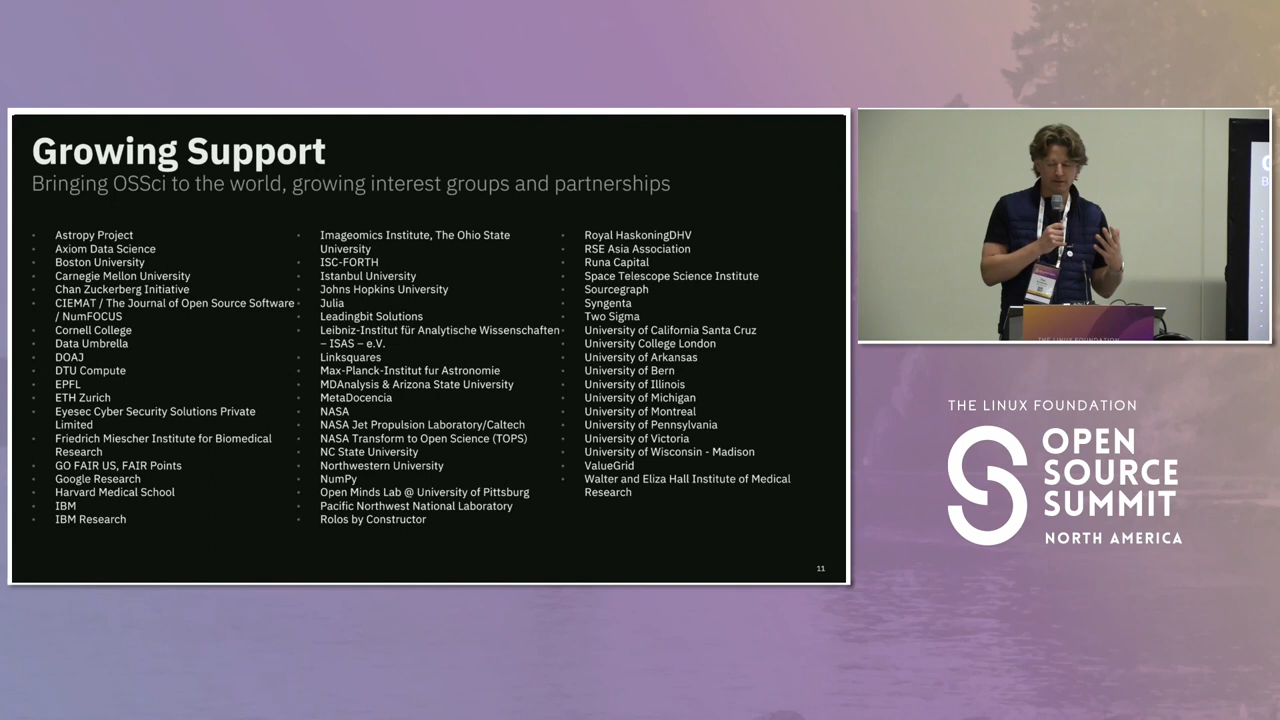 Growing Support
Bringing OSSci to the world, growing interest groups and partnerships
Astropy Project
Axiom Data Science
Boston University
Carnegie Mellon University
Chan Zuckerberg Initiative
CIEMAT / The Journal of Open Source Software
/ NumFOCUS
Cornell College
Data Umbrella
DOAJ
DTU Compute
EPFL
ETH Zurich
Eyesec Cyber Security Solutions Private
Limited
Friedrich Miescher Institute for Biomedical
Research
GO FAIR US, FAIR Points
Google Research
Harvard Medical School
IBM
IBM Research
Imageomics Institute, The Ohio State
University
ISC-FORTH
Istanbul University
Johns Hopkins University
Julia
Leadingbit Solutions
Leibniz-Institut für Analytische Wissenschaften
– ISAS – e.V.
Linksquares
Max-Planck-Institut fur Astronomie
MDAnalysis & Arizona State University
MetaDocencia
NASA
NASA Jet Propulsion Laboratory/Caltech
NASA Transform to Open Science (TOPS)
NC State University
Northwestern University
NumPy
Open Minds Lab @ University of Pittsburg
Pacific Northwest National Laboratory
Rolos by Constructor
Royal HaskoningDHV
RSE Asia Association
Runa Capital
Space Telescope Science Institute
Sourcegraph
Syngenta
Two Sigma
University of California Santa Cruz
University College London
University of Arkansas
University of Bern
University of Illinois
University of Michigan
University of Montreal
University of Pennsylvania
University of Victoria
University of Wisconsin - Madison
ValueGrid
Walter and Eliza Hall Institute of Medical
Research
11
THE LINUX FOUNDATION
THE LINUX FOUNDATION
OPEN
SOURCE
SUMMIT
NORTH AMERICA